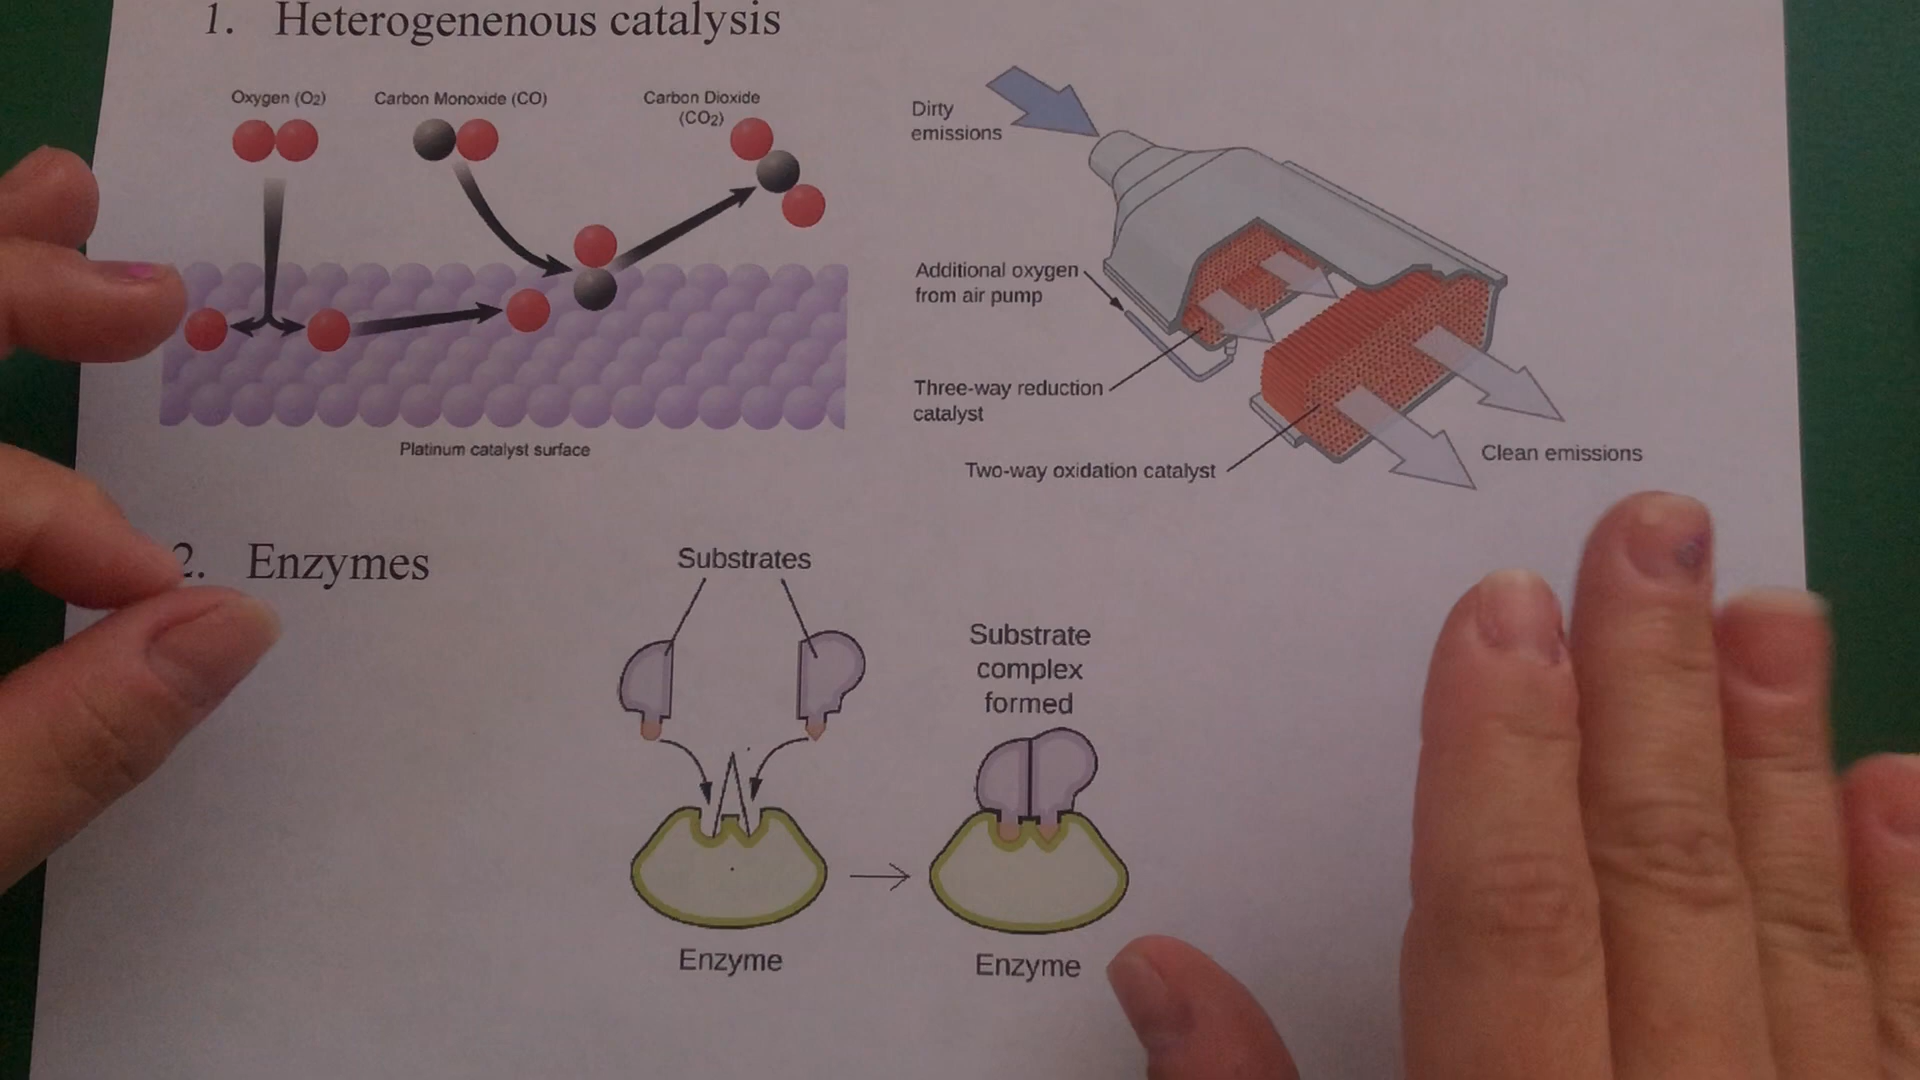 1. Heterogenenous catalysis
Oxygen (O2)
Carbon Monoxide (CO)
Carbon Dioxide
(CO2)
Platinum catalyst surface
Dirty
emissions
Additional oxygen
from air pump
Three-way reduction
catalyst
Two-way oxidation catalyst
Clean emissions
2. Enzymes
Substrates
Substrate
complex
formed
Enzyme
Enzyme